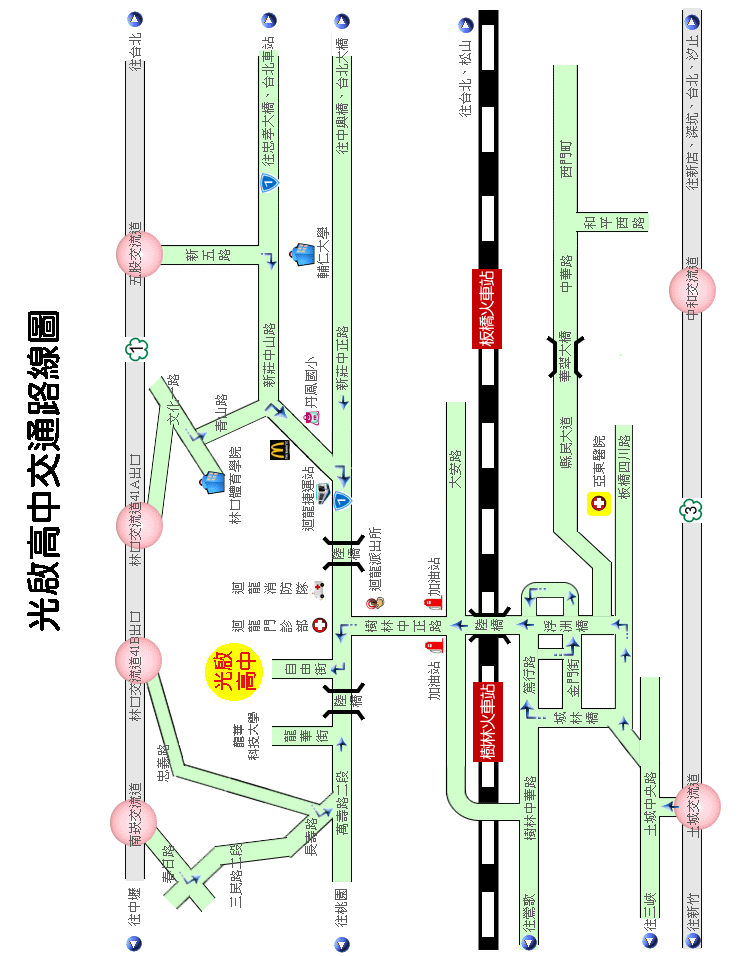 光啟高中交通路線圖
往台北
五股交流道
1
林口交流道41A出口
林口交流道41B出口
南崁交流道
往中壢
文化一路
青山路
林口體育學院
忠義路
春日路
三民路二段
長壽路
新五路
往忠孝大橋、台北車站
1
新莊中山路
輔仁大學
丹鳳國小
迴龍捷運站
1
往中興橋、台北大橋
新莊中正路
陸橋
迴龍派出所
迴龍消防隊
迴龍門診部
光啟
高中
自由街
陸橋
龍華
科技大學
龍華街
萬壽路二段
往桃園
樹林中正路
加油站
加油站
大安路
往台北、松山
板橋火車站
陸橋
樹林火車站
西門町
和平西路
中華路
華翠大橋
縣民大道
亞東醫院
板橋四川路
浮洲橋
篤行路
金門街
城林橋
樹林中華路
往鶯歌
土城中央路
往三峽
往新店、深坑、台北、汐止
中和交流道
3
土城交流道
往新竹